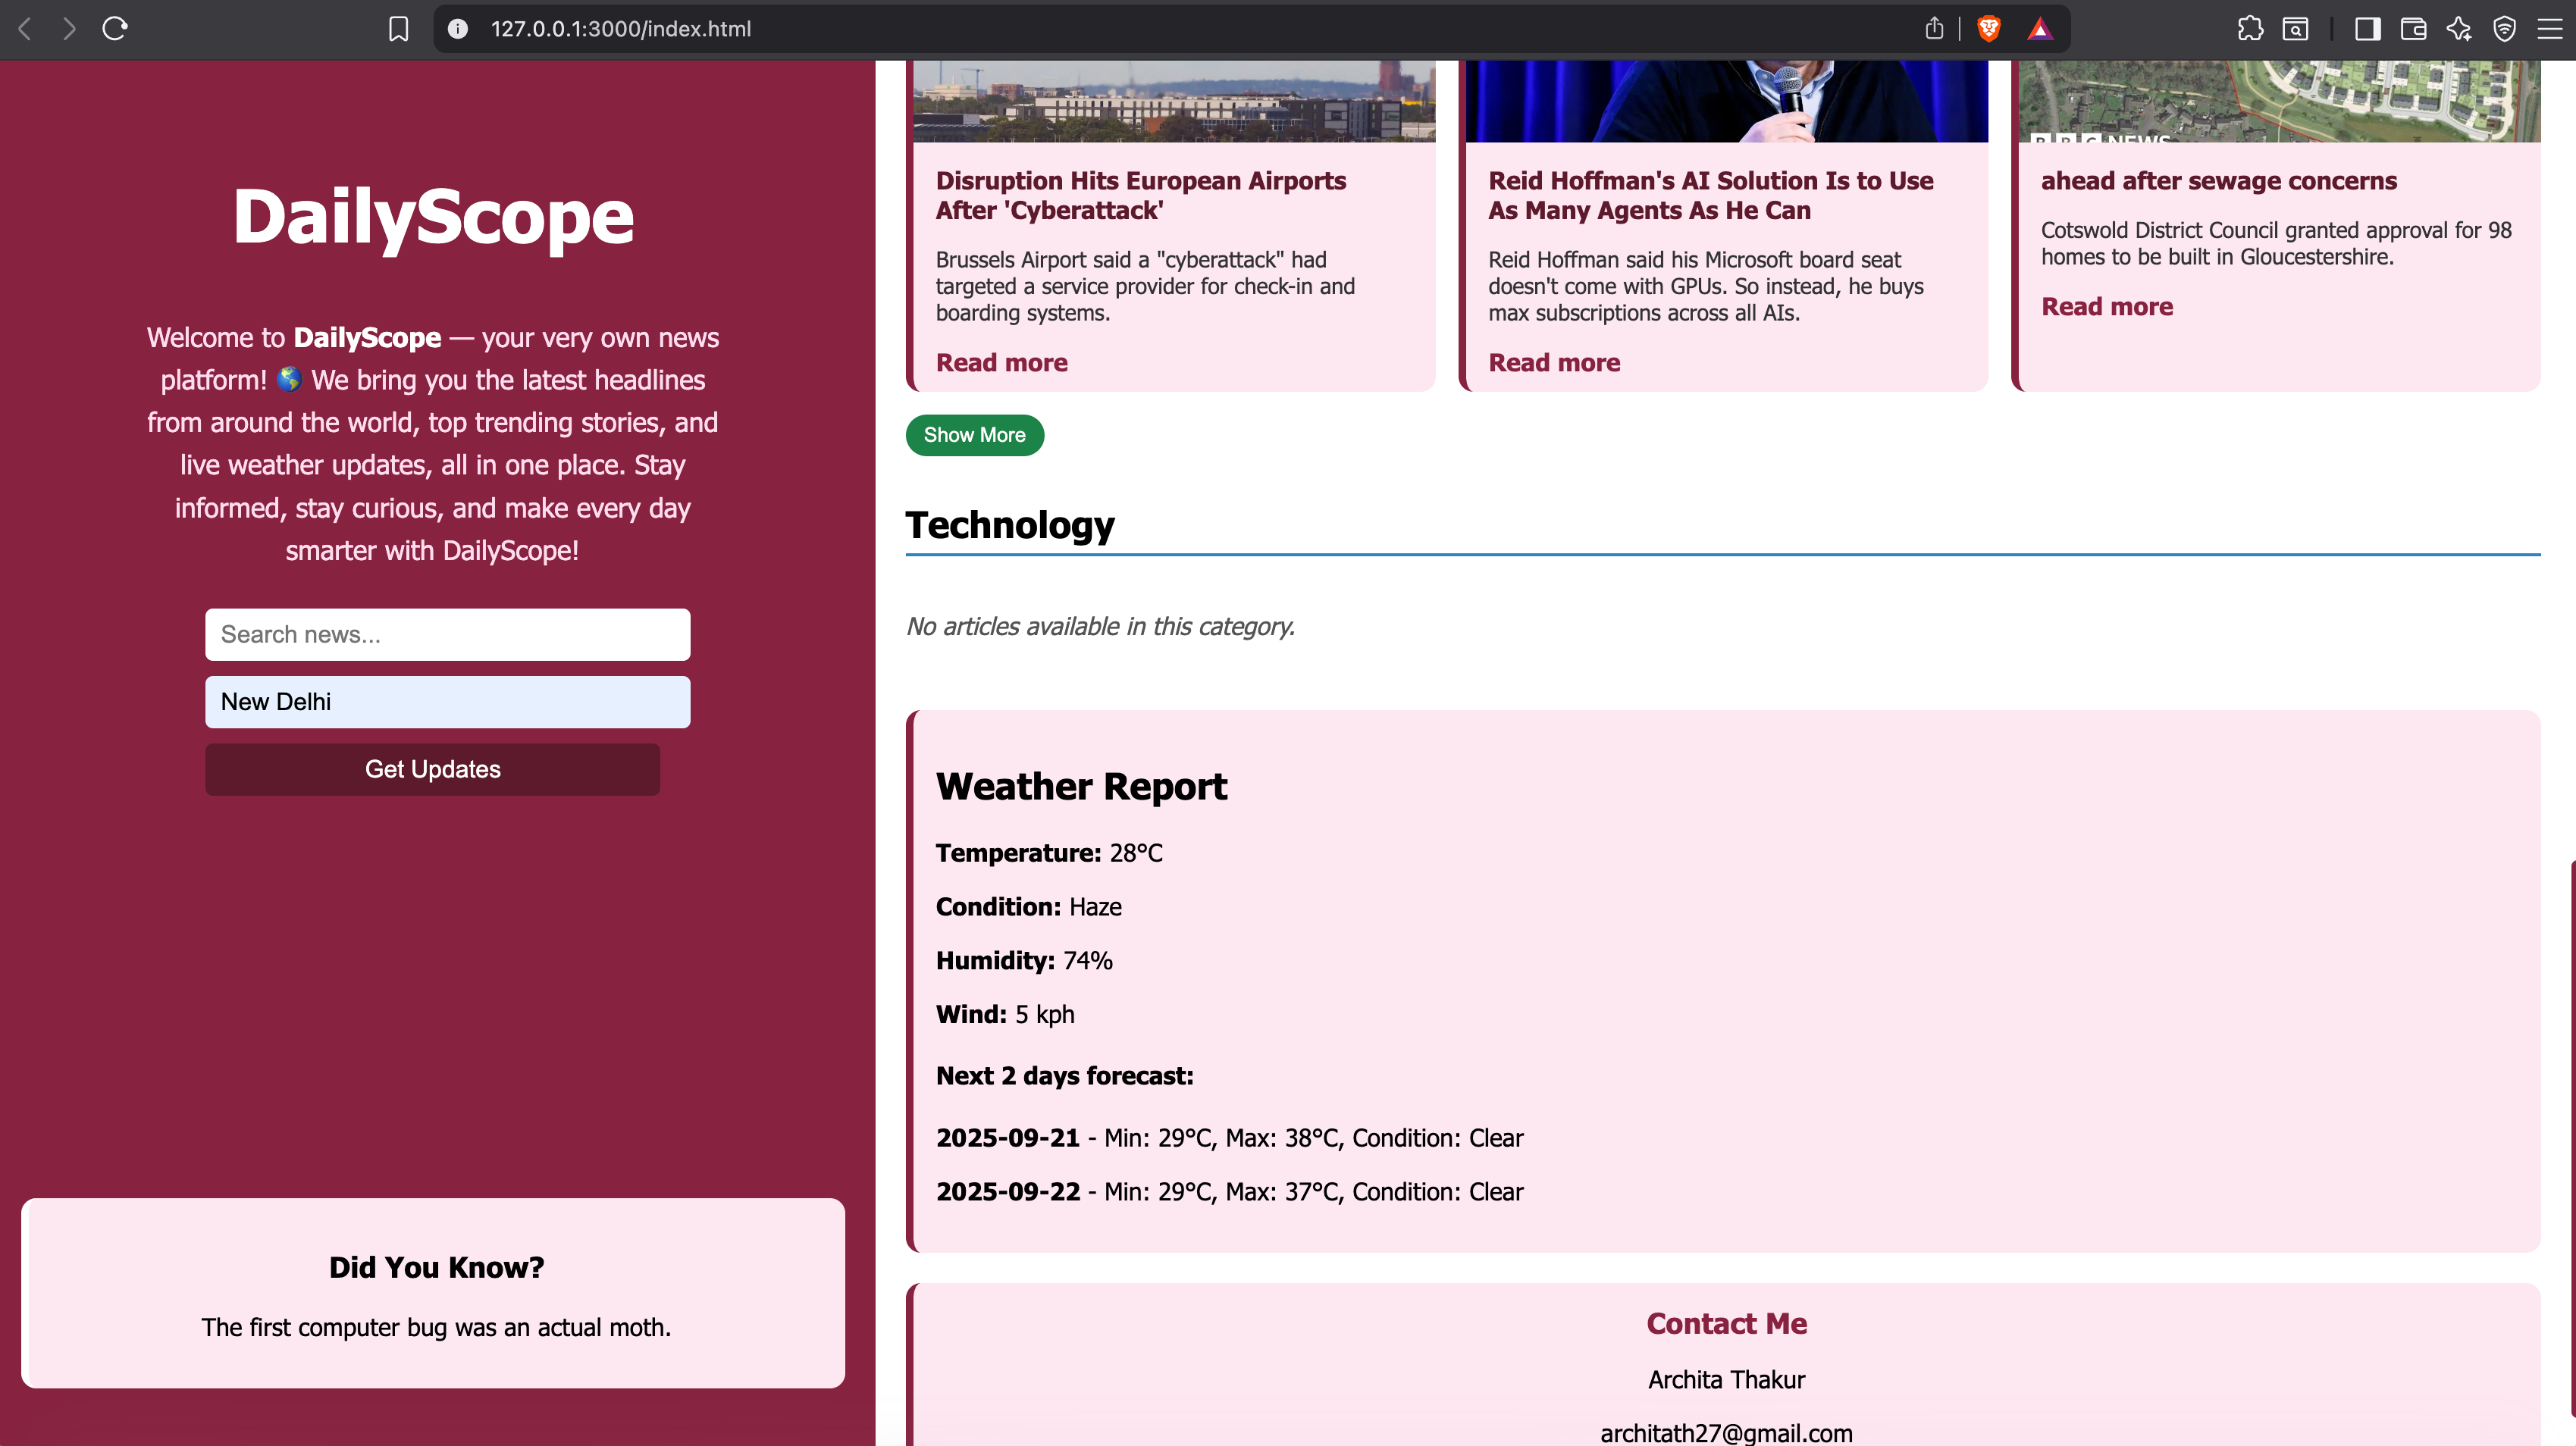 127.0.0.1:3000/index.html
DailyScope
Welcome to DailyScope — your very own news
platform! 🌎 We bring you the latest headlines
from around the world, top trending stories, and
live weather updates, all in one place. Stay
informed, stay curious, and make every day
smarter with DailyScope!
Search news...
New Delhi
Get Updates
Did You Know?
The first computer bug was an actual moth.
Disruption Hits European Airports
After 'Cyberattack'
Brussels Airport said a "cyberattack" had
targeted a service provider for check-in and
boarding systems.
Read more
Reid Hoffman's AI Solution Is to Use
As Many Agents As He Can
Reid Hoffman said his Microsoft board seat
doesn't come with GPUs. So instead, he buys
max subscriptions across all AIs.
Read more
BBC NEWS
ahead after sewage concerns
Cotswold District Council granted approval for 98
homes to be built in Gloucestershire.
Read more
Show More
Technology
No articles available in this category.
Weather Report
Temperature: 28°C
Condition: Haze
Humidity: 74%
Wind: 5 kph
Next 2 days forecast:
2025-09-21 - Min: 29°C, Max: 38°C, Condition: Clear
2025-09-22 - Min: 29°C, Max: 37°C, Condition: Clear
Contact Me
Archita Thakur
architath27@gmail.com